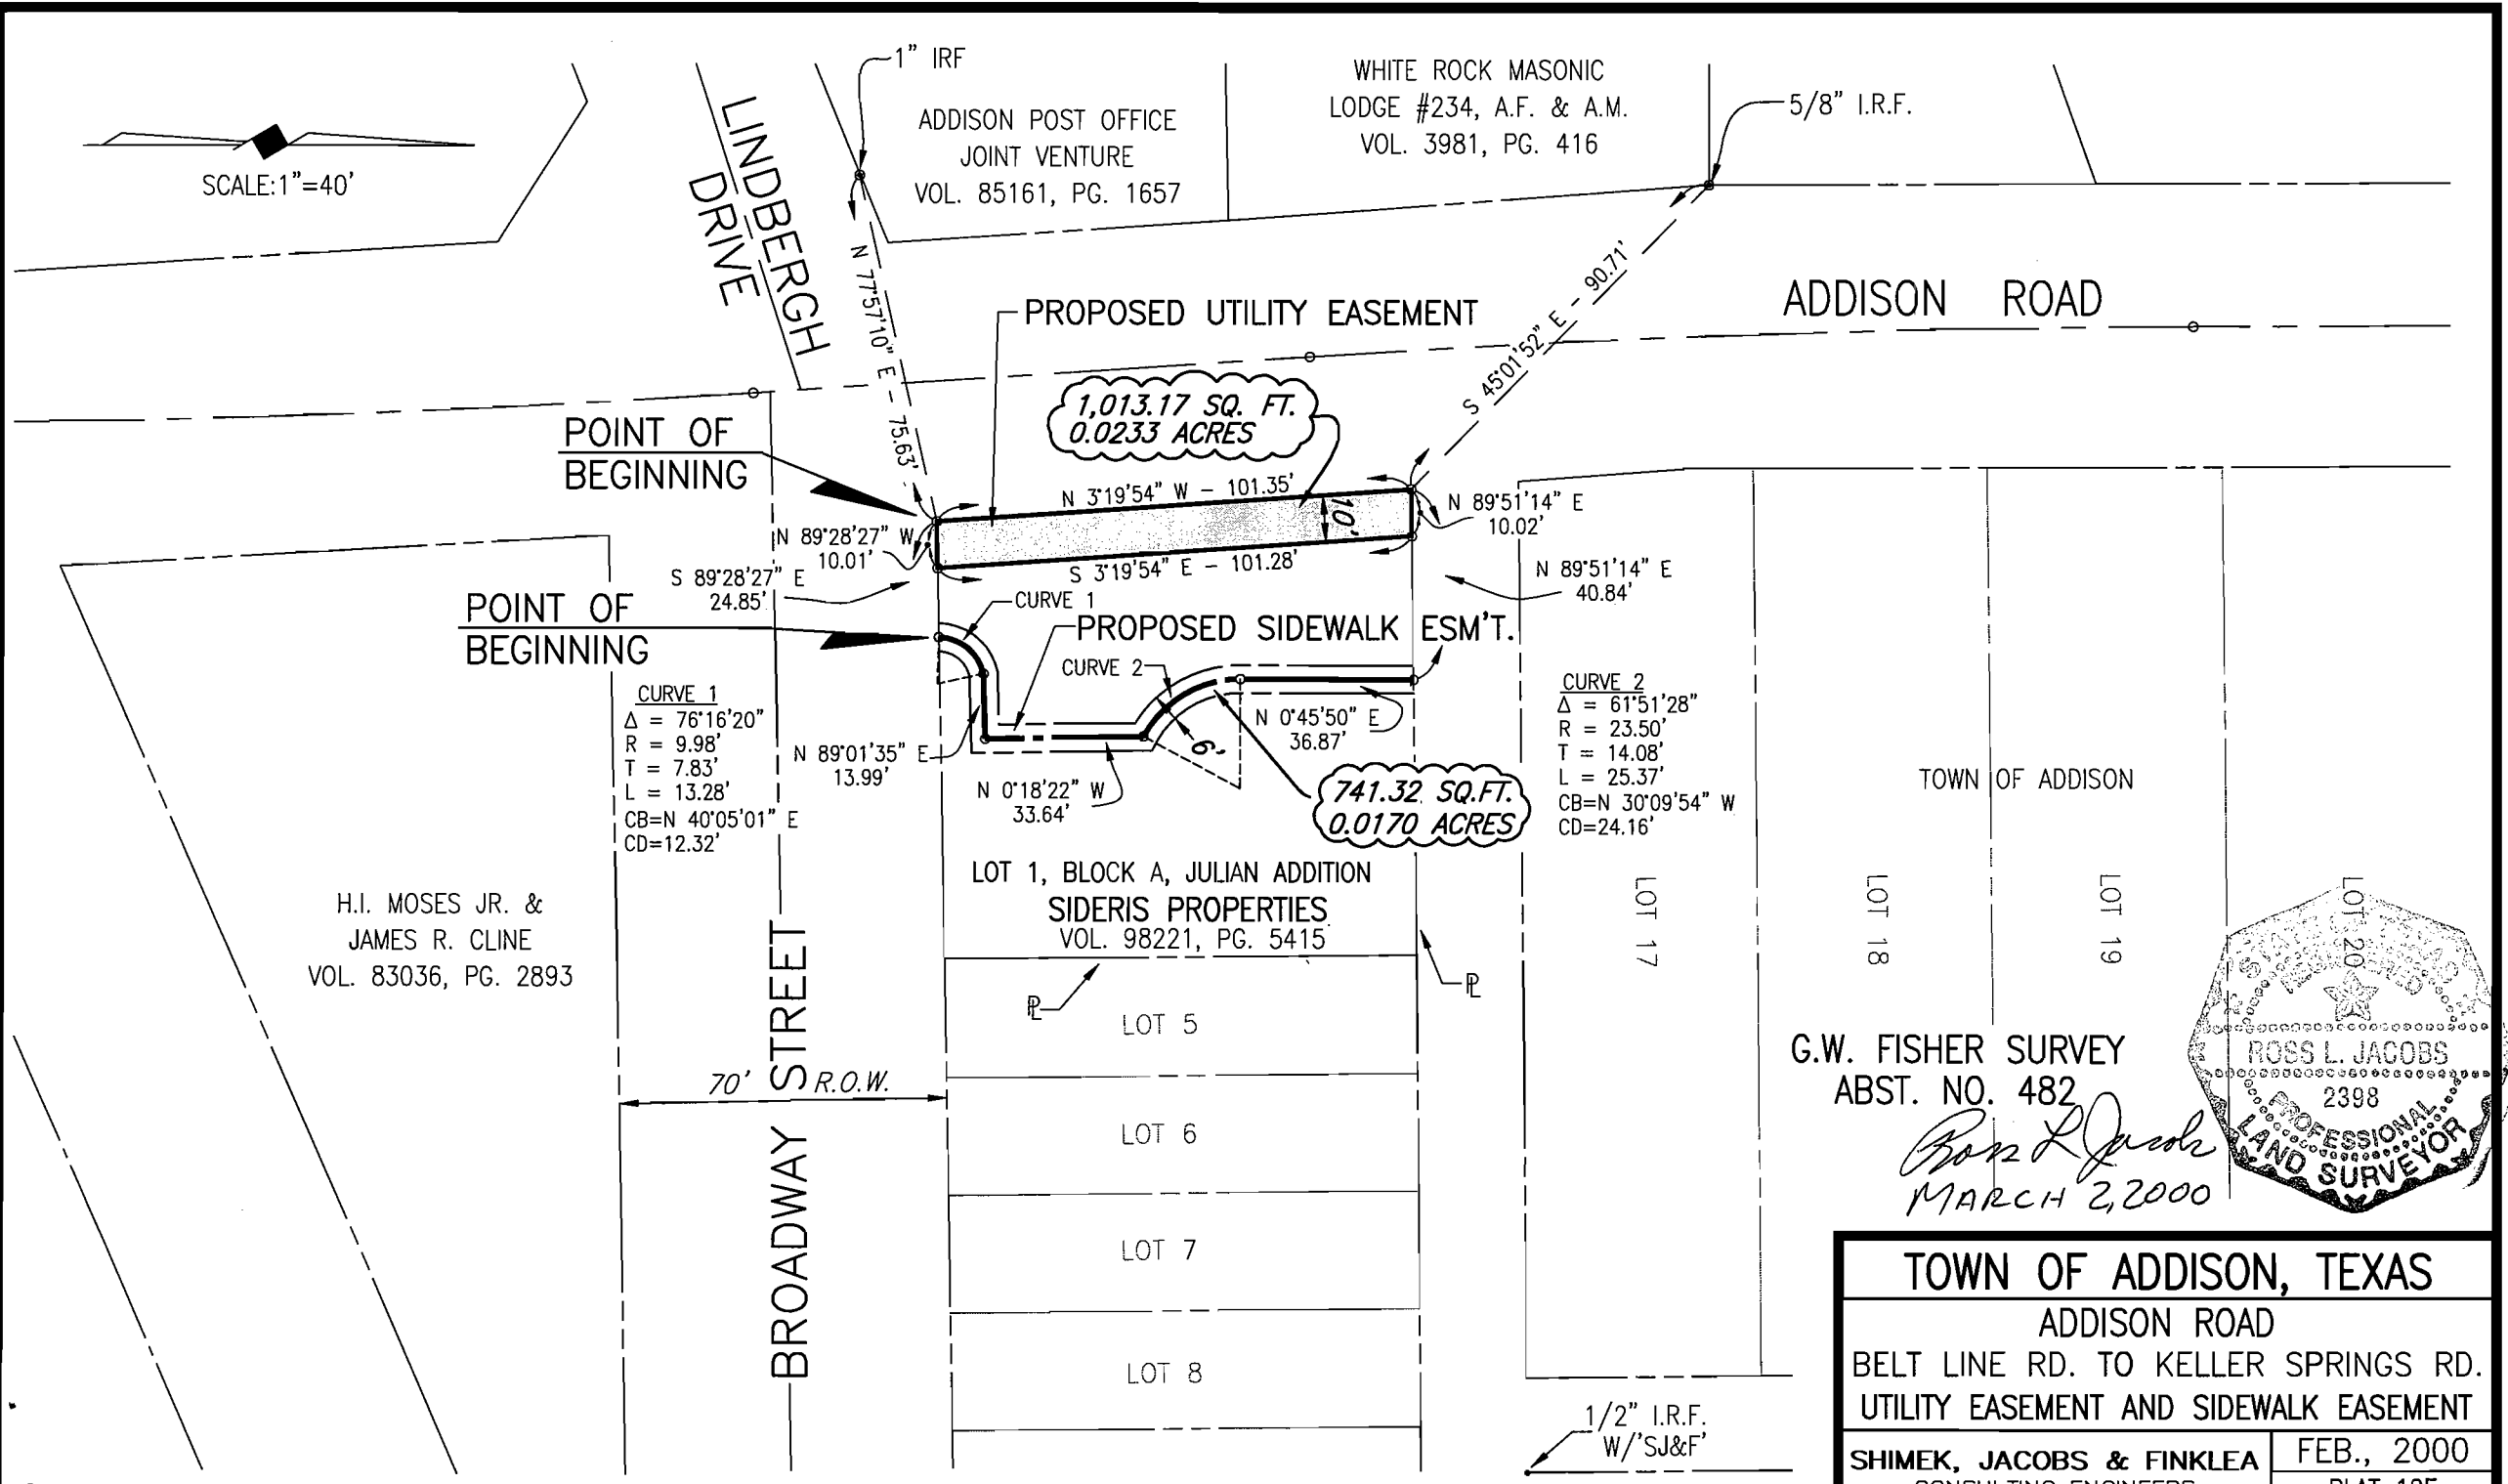 1" IRF
ADDISON POST OFFICE
JOINT VENTURE
VOL. 85161, PG. 1657
WHITE ROCK MASONIC
LODGE #234, A.F. & A.M.
VOL. 3981, PG. 416
5/8" I.R.F.
SCALE:1"=40'
LINDBERGH
DRIVE
N 77°57'10" E - 75.63'
S 45°01'52" E - 90.71'
ADDISON ROAD
PROPOSED UTILITY EASEMENT
1,013.17 SQ. FT.
0.0233 ACRES
POINT OF
BEGINNING
N 3°19'54" W - 101.35'
10'
N 89°51'14" E
10.02'
N 89°28'27" W
10.01'
S 3°19'54" E - 101.28'
S 89°28'27" E
24.85'
N 89°51'14" E
40.84'
POINT OF
BEGINNING
CURVE 1
PROPOSED SIDEWALK ESM'T.
CURVE 2
CURVE 1
Δ = 76°16'20"
R = 9.98'
T = 7.83'
L = 13.28'
CB=N 40°05'01" E
CD=12.32'
N 89°01'35" E
13.99'
N 0°18'22" W
33.64'
6'
N 0°45'50" E
36.87'
CURVE 2
Δ = 61°51'28"
R = 23.50'
T = 14.08'
L = 25.37'
CB=N 30°09'54" W
CD=24.16'
741.32 SQ.FT.
0.0170 ACRES
TOWN OF ADDISON
LOT 1, BLOCK A, JULIAN ADDITION
SIDERIS PROPERTIES
VOL. 98221, PG. 5415
H.I. MOSES JR. &
JAMES R. CLINE
VOL. 83036, PG. 2893
LOT 17
LOT 18
LOT 19
LOT 20
PL
PL
LOT 5
LOT 6
LOT 7
LOT 8
70' R.O.W.
BROADWAY STREET
G.W. FISHER SURVEY
ABST. NO. 482
ROSS L. JACOBS
2398
PROFESSIONAL
LAND SURVEYOR
Ross L Jacobs
MARCH 2, 2000
1/2" I.R.F.
W/'SJ&F'
TOWN OF ADDISON, TEXAS
ADDISON ROAD
BELT LINE RD. TO KELLER SPRINGS RD.
UTILITY EASEMENT AND SIDEWALK EASEMENT
SHIMEK, JACOBS & FINKLEA
FEB., 2000